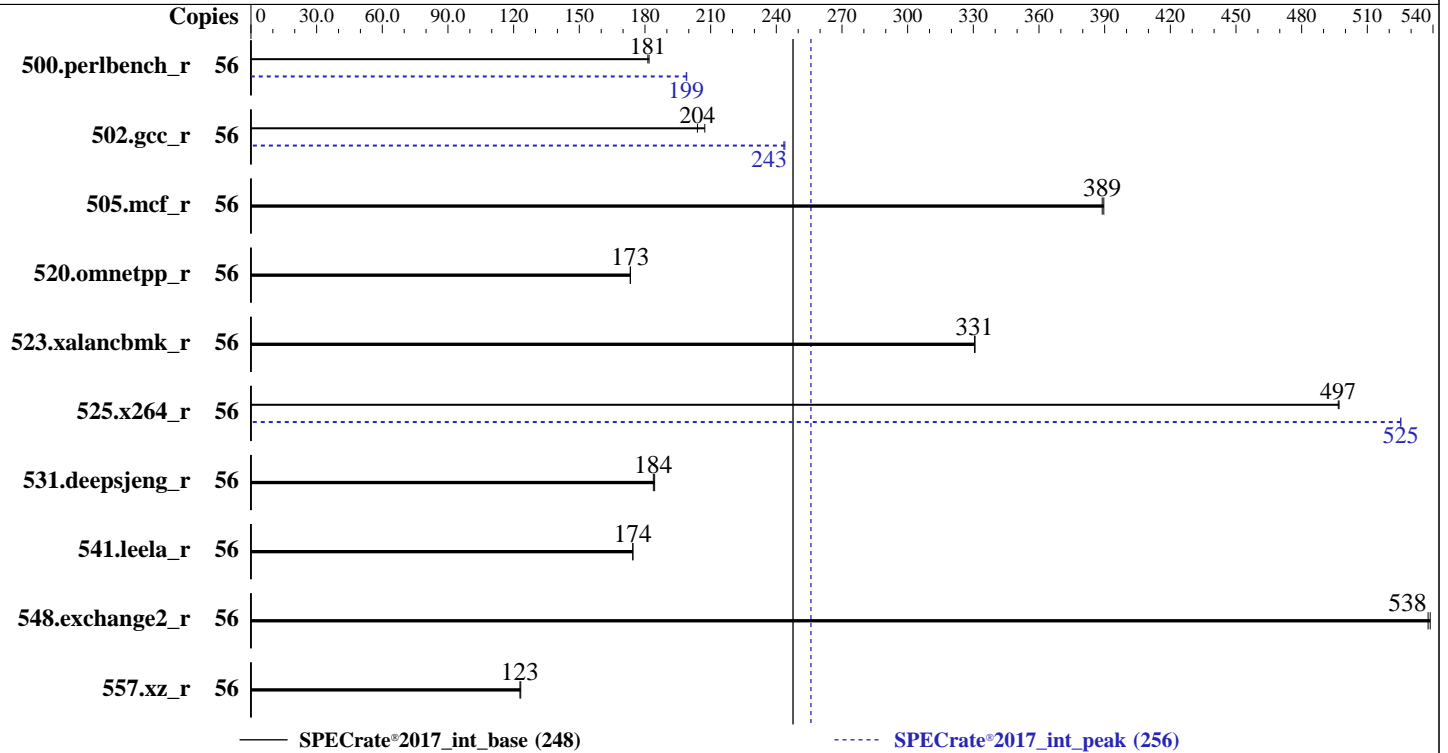 Copies 0 30.0 60.0 90.0 120 150 180 210 240 270 300 330 360 390 420 450 480 510 540
500.perlbench_r 56 181
199
502.gcc_r 56 204
243
505.mcf_r 56 389
520.omnetpp_r 56 173
523.xalancbmk_r 56 331
525.x264_r 56 497
525
531.deepsjeng_r 56 184
541.leela_r 56 174
548.exchange2_r 56 538
557.xz_r 56 123
SPECrate®2017_int_base (248) SPECrate®2017_int_peak (256)